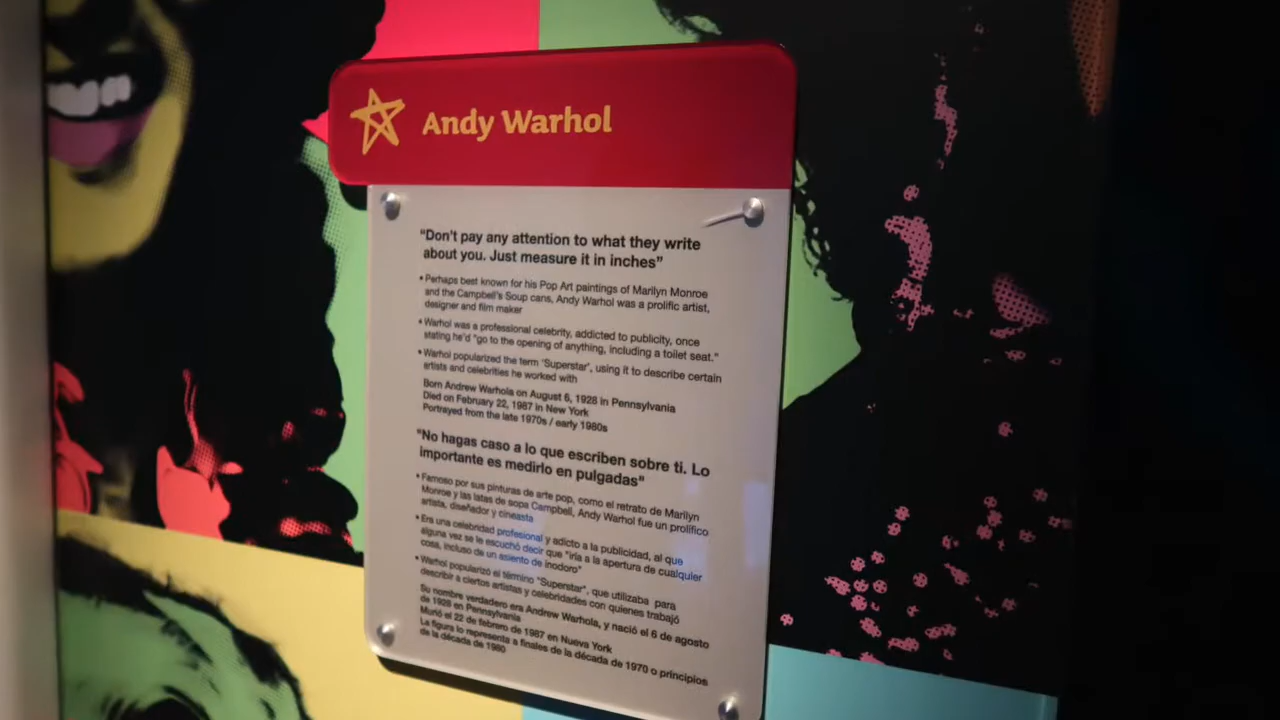 Andy Warhol
"Don't pay any attention to what they write
about you. Just measure it in inches"
• Perhaps best known for his Pop Art paintings of Marilyn Monroe
and the Campbell's Soup cans, Andy Warhol was a prolific artist,
designer and film maker
• Warhol was a professional celebrity, addicted to publicity, once
stating he'd "go to the opening of anything, including a toilet seat."
• Warhol popularized the term 'Superstar', using it to describe certain
artists and celebrities he worked with
Born Andrew Warhola on August 6, 1928 in Pennsylvania
Died on February 22, 1987 in New York
Portrayed from the late 1970s / early 1980s
"No hagas caso a lo que escriben sobre ti. Lo
importante es medirlo en pulgadas"
• Famoso por sus pinturas de arte pop, como el retrato de Marilyn
Monroe y las latas de sopa Campbell, Andy Warhol fue un prolífico
artista, diseñador y cineasta
• Era una celebridad profesional y adicto a la publicidad, al que
alguna vez se le escuchó decir que "iría a la apertura de cualquier
cosa, incluso de un asiento de inodoro"
• Warhol popularizó el término "Superstar", que utilizaba para
describir a ciertos artistas y celebridades con quienes trabajó
Su nombre verdadero era Andrew Warhola, y nació el 6 de agosto
de 1928 en Pennsylvania
Murió el 22 de febrero de 1987 en Nueva York
La figura lo representa a finales de la década de 1970 o principios
de la década de 1980